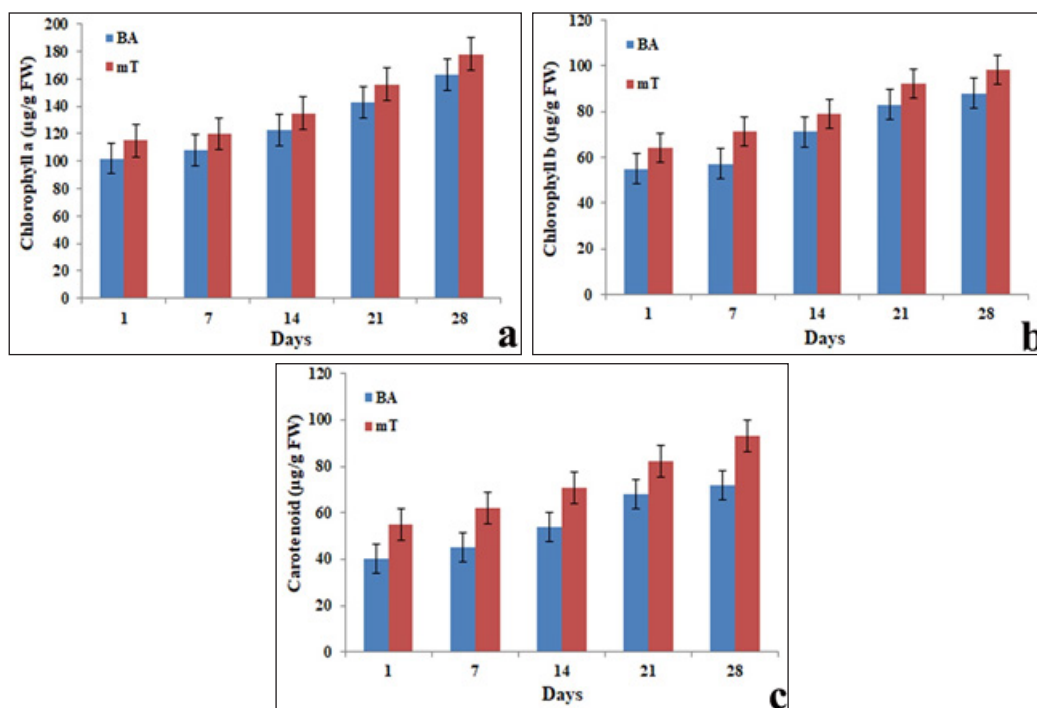 Chlorophyll a (µg/g FW)
200
180
160
140
120
100
80
60
40
20
0
BA
mT
1 7 14 21 28
Days
a
Chlorophyll b (µg/g FW)
120
100
80
60
40
20
0
BA
mT
1 7 14 21 28
Days
b
Carotenoid (µg/g FW)
120
100
80
60
40
20
0
BA
mT
1 7 14 21 28
Days
c